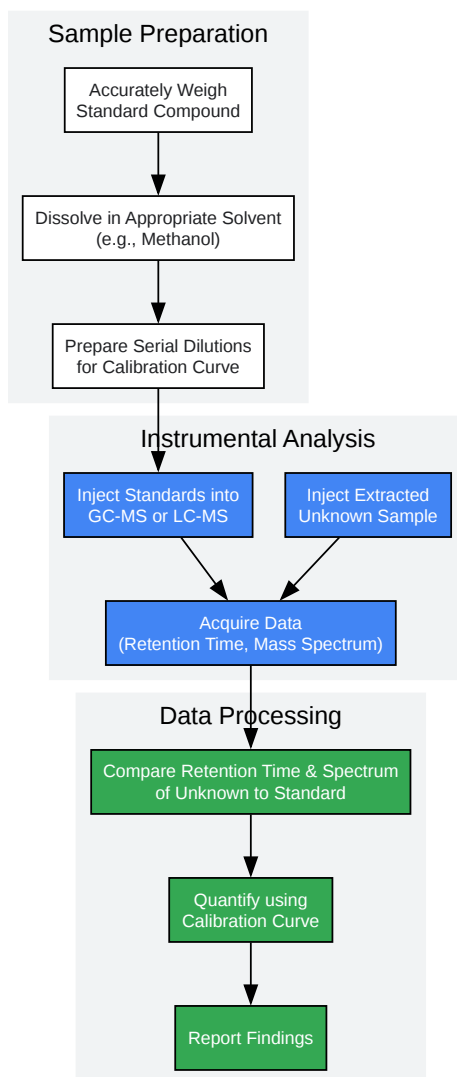 Sample Preparation
Accurately Weigh
Standard Compound
Dissolve in Appropriate Solvent
(e.g., Methanol)
Prepare Serial Dilutions
for Calibration Curve
Instrumental Analysis
Inject Standards into
GC-MS or LC-MS
Inject Extracted
Unknown Sample
Acquire Data
(Retention Time, Mass Spectrum)
Data Processing
Compare Retention Time & Spectrum
of Unknown to Standard
Quantify using
Calibration Curve
Report Findings